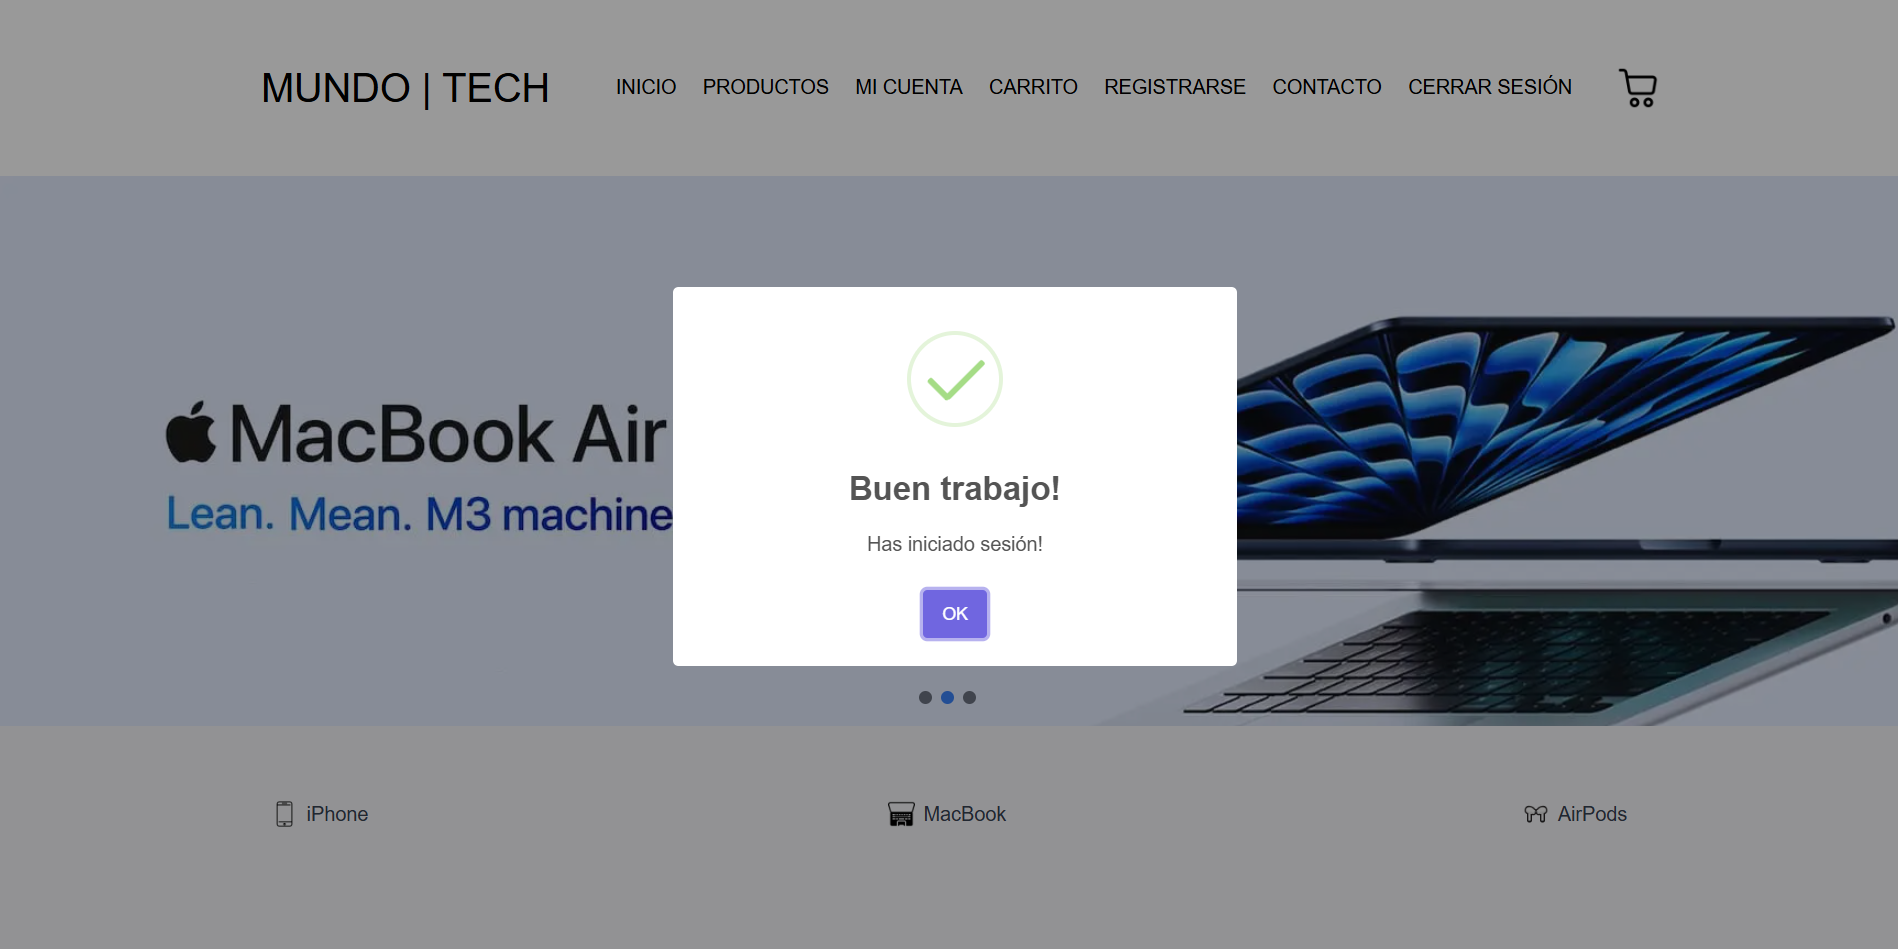 MUNDO | TECH
INICIO PRODUCTOS MI CUENTA CARRITO REGISTRARSE CONTACTO CERRAR SESIÓN
MacBook Air
Lean. Mean. M3 machine
Buen trabajo!
Has iniciado sesión!
OK
iPhone
MacBook
AirPods